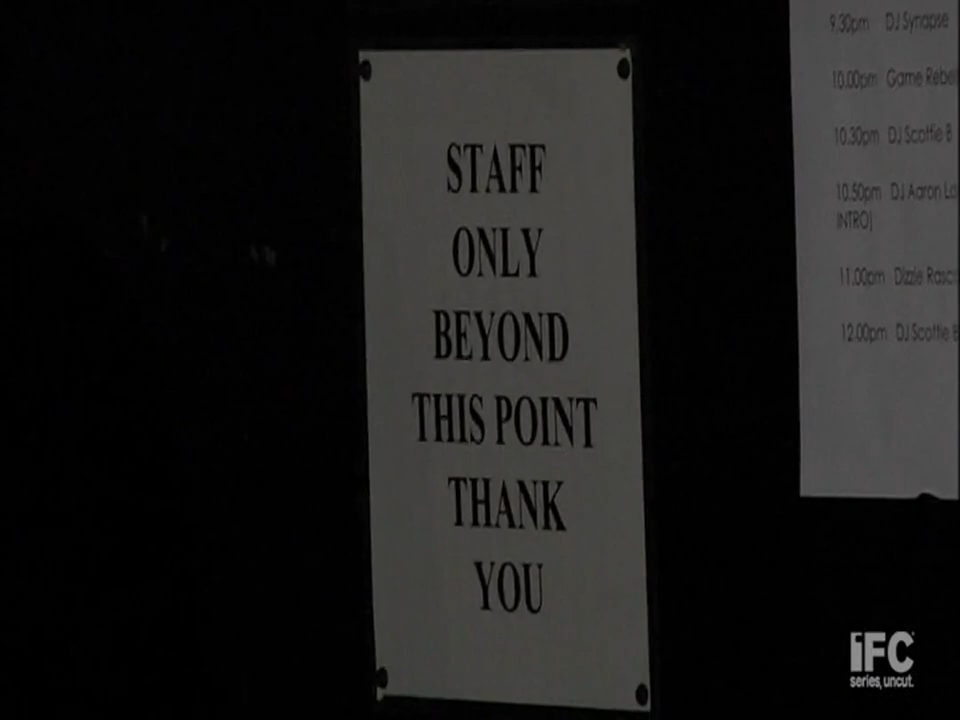 STAFF
ONLY
BEYOND
THIS POINT
THANK
YOU
9.30pm DJ Synapse
10.00pm Game
10.30pm DJ Scottie B
10.50pm DJ Aaron
INTRO)
11.00pm Dizzie
12.00pm DJ Scottie B
iFC
series, uncut.